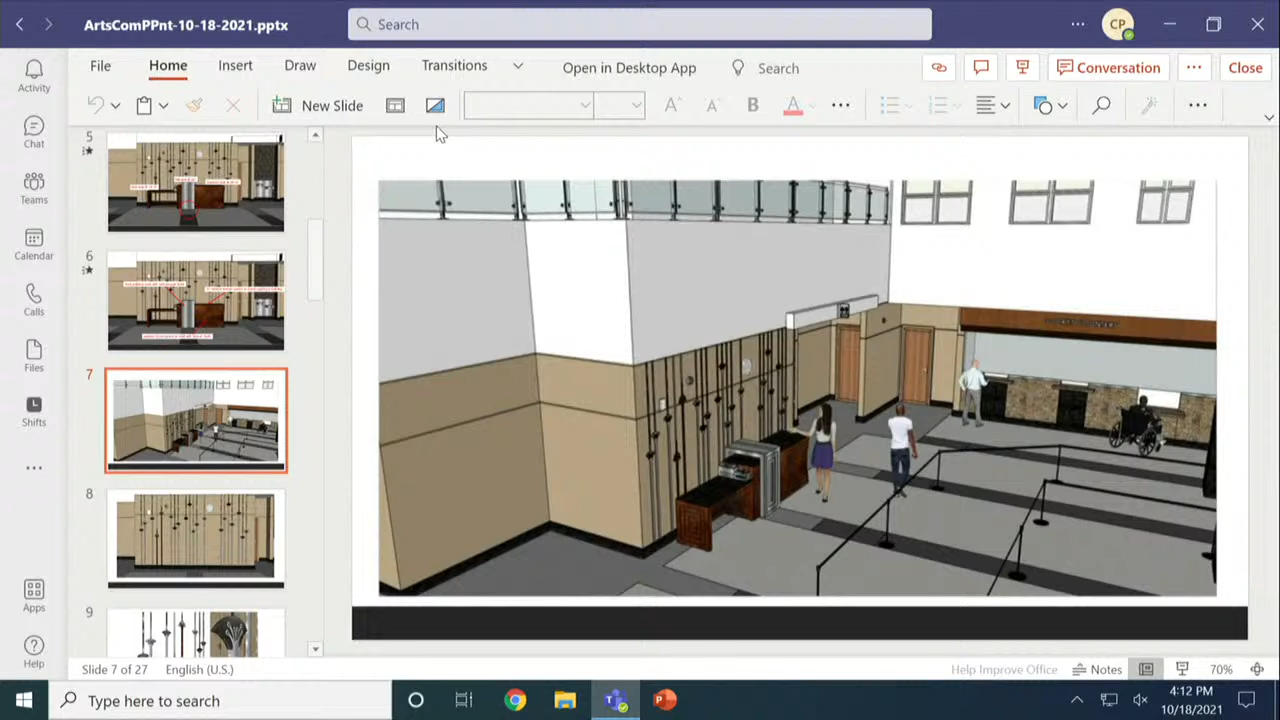 ArtsComPPnt-10-18-2021.pptx
Search
CP
Activity
Chat
Teams
Calendar
Calls
Files
Shifts
Apps
Help
File
Home
Insert
Draw
Design
Transitions
Open in Desktop App
Search
Conversation
Close
New Slide
A
A
B
A
5
6
7
8
9
Slide 7 of 27
English (U.S.)
Help Improve Office
Notes
70%
Type here to search
4:12 PM
10/18/2021